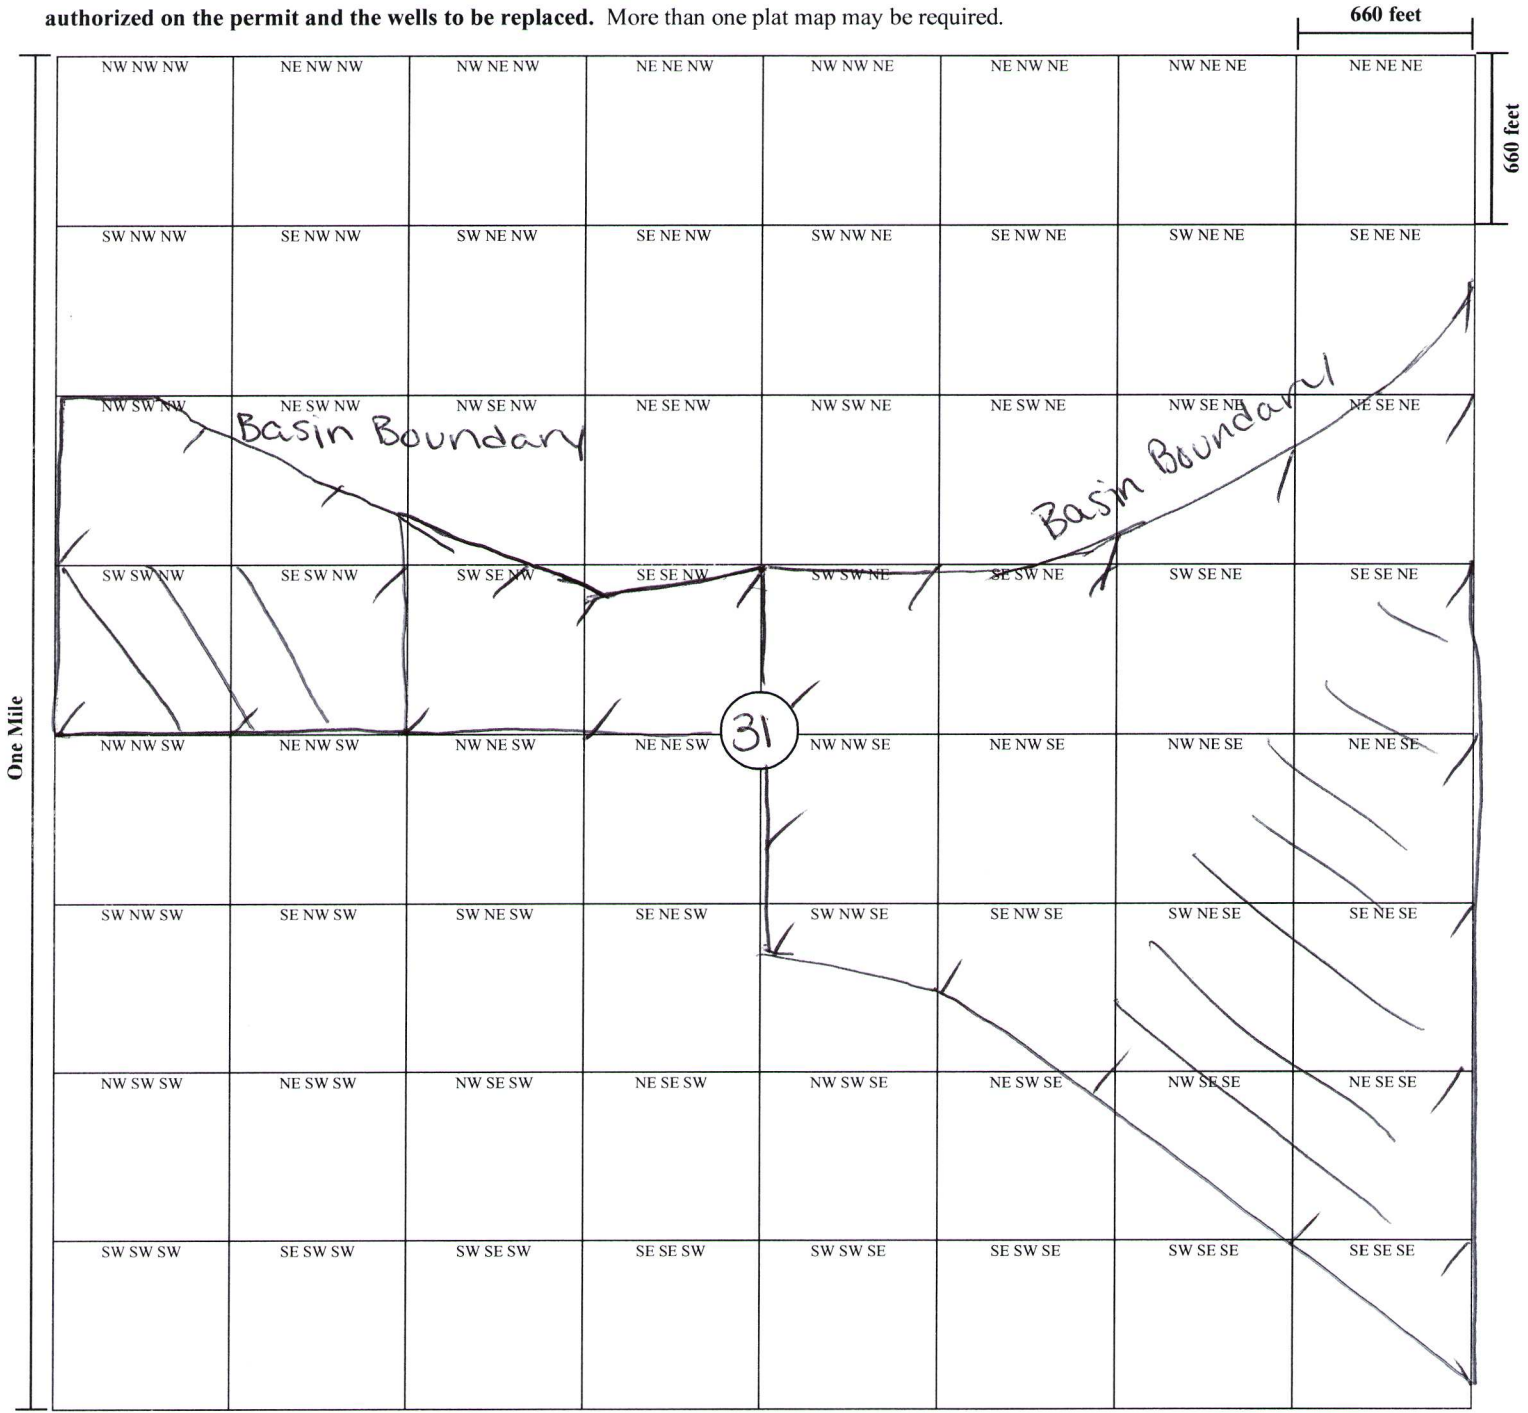 authorized on the permit and the wells to be replaced. More than one plat map may be required.
660 feet
660 feet
NW NW NW NE NW NW NW NE NW NE NE NW NW NW NE NE NW NE NW NE NE NE NE NE
SW NW NW SE NW NW SW NE NW SE NE NW SW NW NE SE NW NE SW NE NE SE NE NE
NW SW NW NE SW NW NW SE NW NE SE NW NW SW NE NE SW NE NW SE NE NE SE NE
Basin Boundary
Basin Boundary
SW SW NW SE SW NW SW SE NW SE SE NW SW SW NE SE SW NE SW SE NE SE SE NE
One Mile
31
NW NW SW NE NW SW NW NE SW NE NE SW NW NW SE NE NW SE NW NE SE NE NE SE
SW NW SW SE NW SW SW NE SW SE NE SW SW NW SE SE NW SE SW NE SE SE NE SE
NW SW SW NE SW SW NW SE SW NE SE SW NW SW SE NE SW SE NW SE SE NE SE SE
SW SW SW SE SW SW SW SE SW SE SE SW SW SW SE SE SW SE SW SE SE SE SE SE